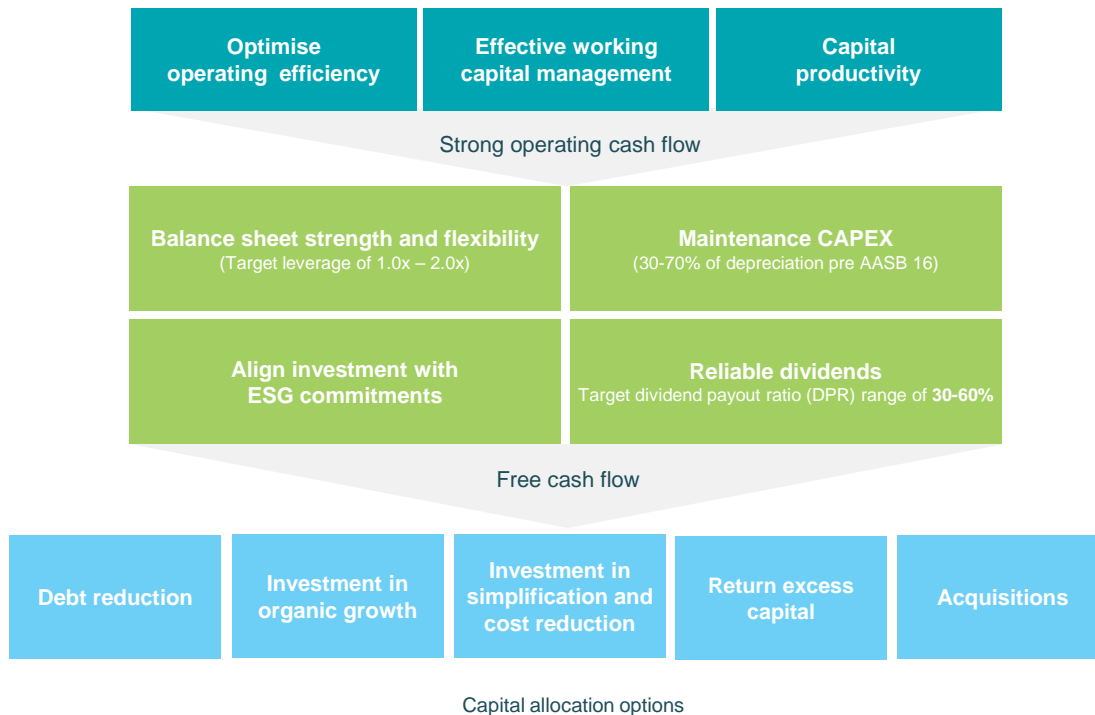 Optimise
operating efficiency
Effective working
capital management
Capital
productivity
Strong operating cash flow
Balance sheet strength and flexibility
(Target leverage of 1.0x – 2.0x)
Maintenance CAPEX
(30-70% of depreciation pre AASB 16)
Align investment with
ESG commitments
Reliable dividends
Target dividend payout ratio (DPR) range of 30-60%
Free cash flow
Debt reduction
Investment in
organic growth
Investment in
simplification and
cost reduction
Return excess
capital
Acquisitions
Capital allocation options